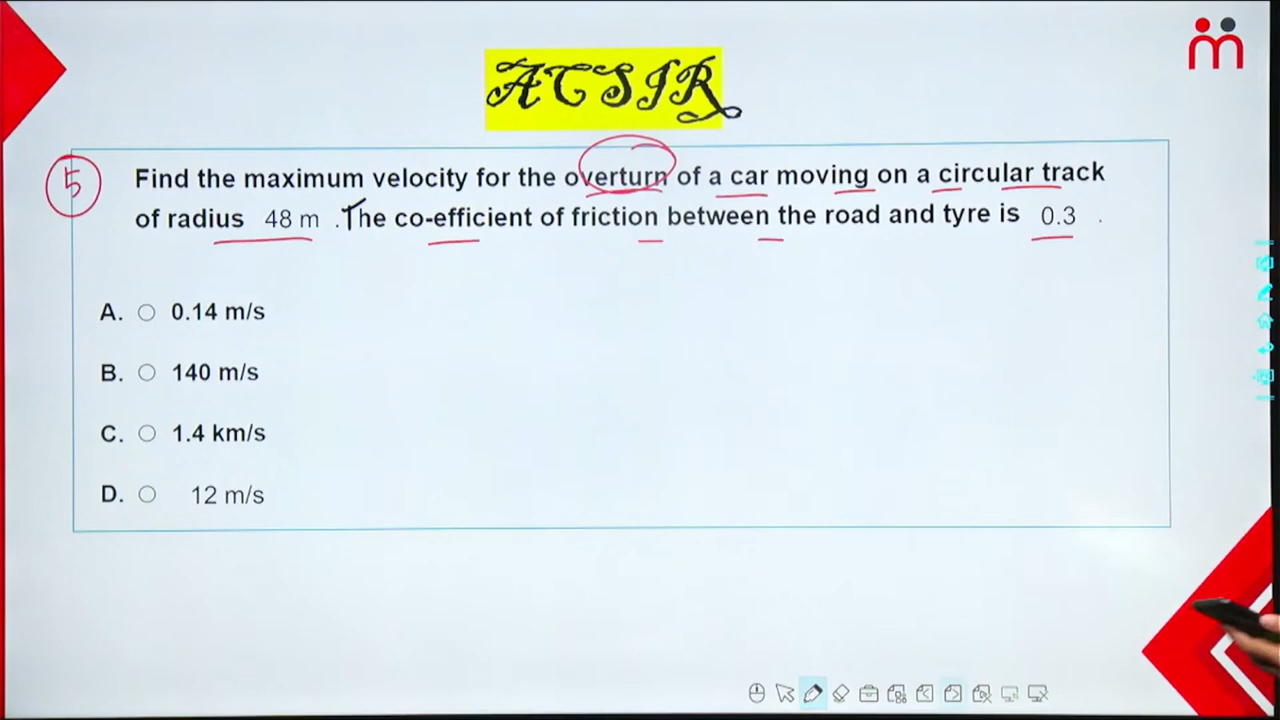 ACSIR
5
Find the maximum velocity for the overturn of a car moving on a circular track
of radius 48 m .The co-efficient of friction between the road and tyre is 0.3 .
A. 0.14 m/s
B. 140 m/s
C. 1.4 km/s
D. 12 m/s